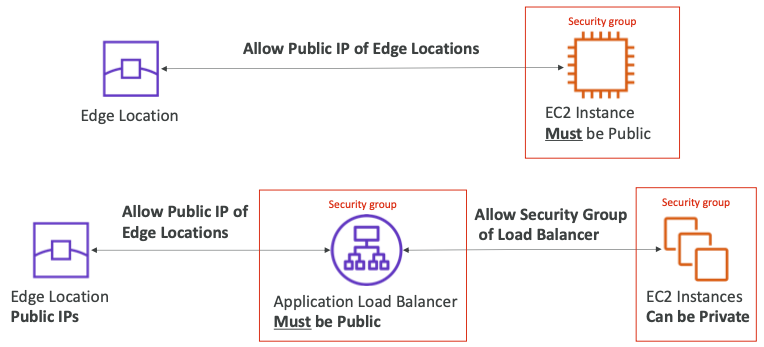 Security group
Allow Public IP of Edge Locations
Edge Location
EC2 Instance
Must be Public
Security group
Security group
Allow Public IP of
Edge Locations
Allow Security Group
of Load Balancer
Edge Location
Public IPs
Application Load Balancer
Must be Public
EC2 Instances
Can be Private